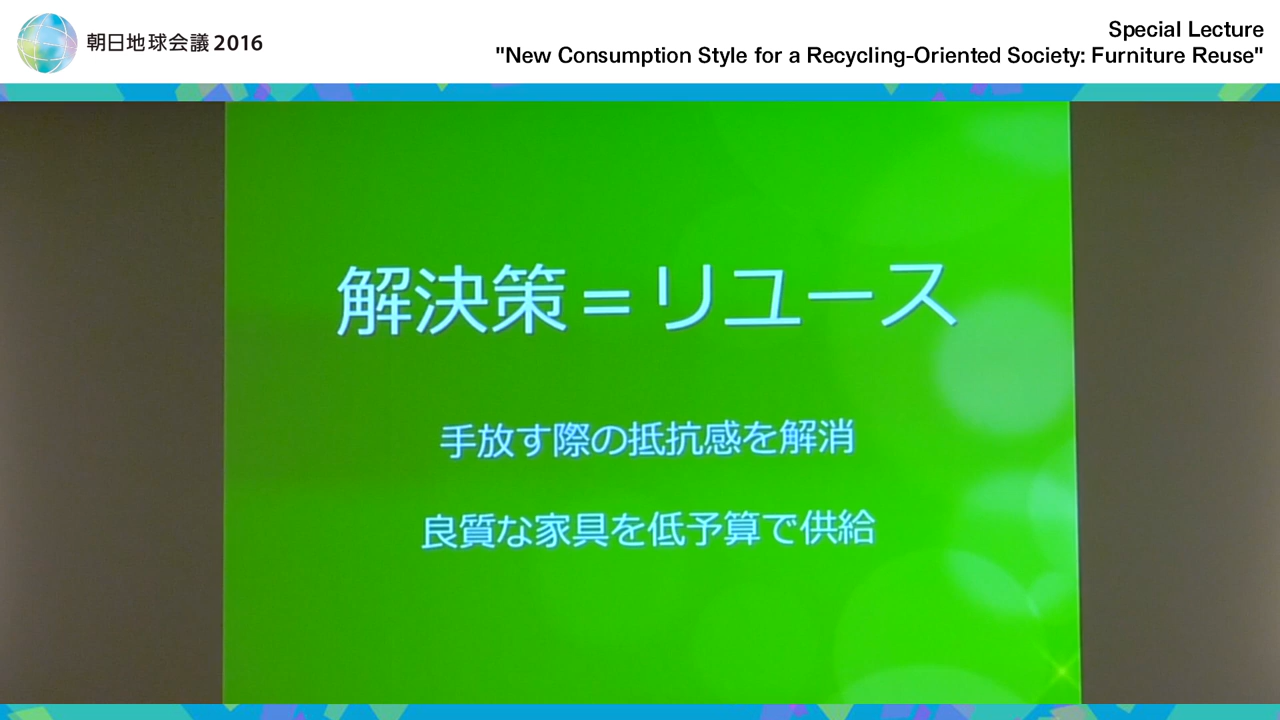 朝日地球会議2016
Special Lecture
"New Consumption Style for a Recycling-Oriented Society: Furniture Reuse"
解決策=リユース
手放す際の抵抗感を解消
良質な家具を低予算で供給